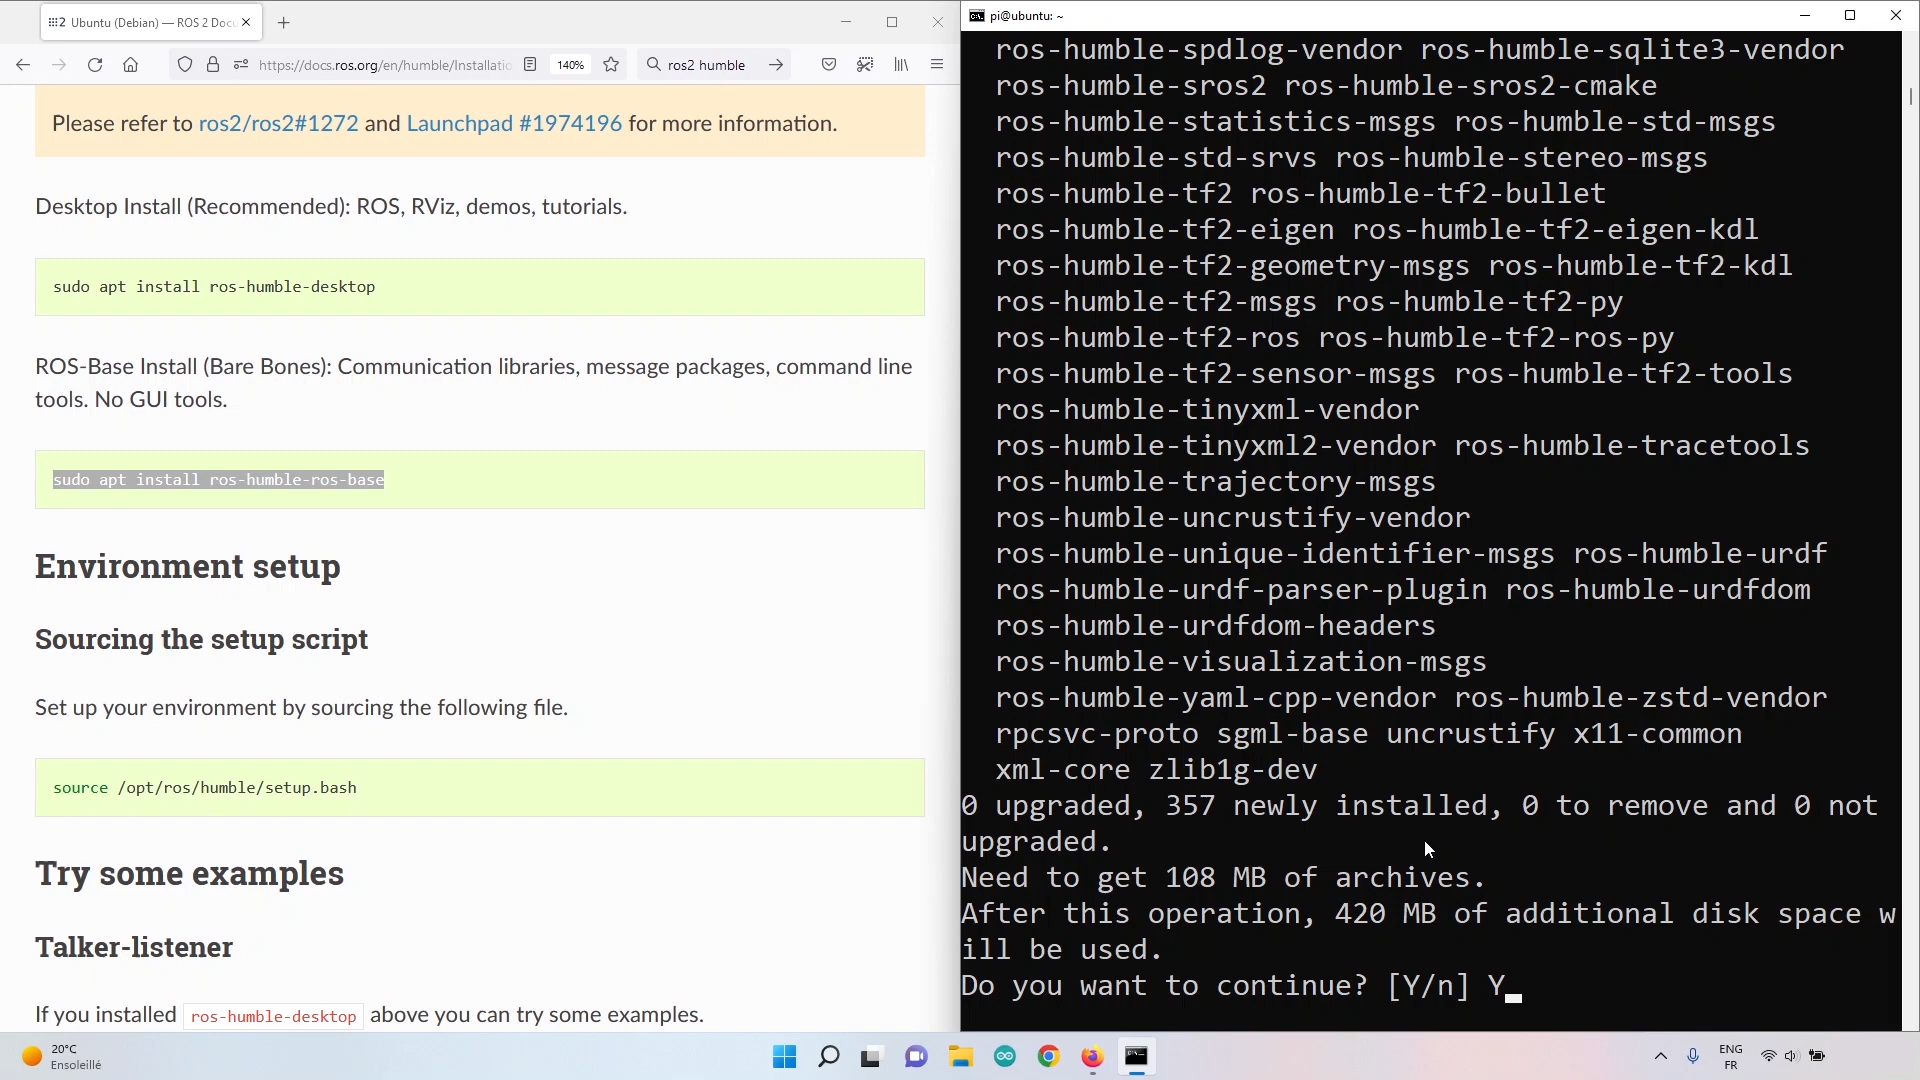 Ubuntu (Debian) — ROS 2 Docu
https://docs.ros.org/en/humble/Installatio
140%
ros2 humble
Please refer to ros2/ros2#1272 and Launchpad #1974196 for more information.
Desktop Install (Recommended): ROS, RViz, demos, tutorials.
sudo apt install ros-humble-desktop
ROS-Base Install (Bare Bones): Communication libraries, message packages, command line
tools. No GUI tools.
sudo apt install ros-humble-ros-base
Environment setup
Sourcing the setup script
Set up your environment by sourcing the following file.
source /opt/ros/humble/setup.bash
Try some examples
Talker-listener
If you installed ros-humble-desktop above you can try some examples.
pi@ubuntu: ~
ros-humble-spdlog-vendor ros-humble-sqlite3-vendor
ros-humble-sros2 ros-humble-sros2-cmake
ros-humble-statistics-msgs ros-humble-std-msgs
ros-humble-std-srvs ros-humble-stereo-msgs
ros-humble-tf2 ros-humble-tf2-bullet
ros-humble-tf2-eigen ros-humble-tf2-eigen-kdl
ros-humble-tf2-geometry-msgs ros-humble-tf2-kdl
ros-humble-tf2-msgs ros-humble-tf2-py
ros-humble-tf2-ros ros-humble-tf2-ros-py
ros-humble-tf2-sensor-msgs ros-humble-tf2-tools
ros-humble-tinyxml-vendor
ros-humble-tinyxml2-vendor ros-humble-tracetools
ros-humble-trajectory-msgs
ros-humble-uncrustify-vendor
ros-humble-unique-identifier-msgs ros-humble-urdf
ros-humble-urdf-parser-plugin ros-humble-urdfdom
ros-humble-urdfdom-headers
ros-humble-visualization-msgs
ros-humble-yaml-cpp-vendor ros-humble-zstd-vendor
rpcsvc-proto sgml-base uncrustify x11-common
xml-core zlib1g-dev
0 upgraded, 357 newly installed, 0 to remove and 0 not
upgraded.
Need to get 108 MB of archives.
After this operation, 420 MB of additional disk space w
ill be used.
Do you want to continue? [Y/n] Y
20°C
Ensoleillé
ENG
FR